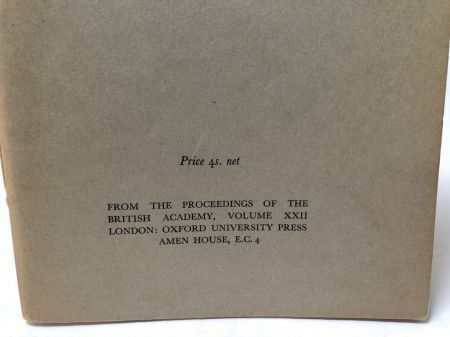 Price 4s. net
FROM THE PROCEEDINGS OF THE
BRITISH ACADEMY, VOLUME XXII
LONDON: OXFORD UNIVERSITY PRESS
AMEN HOUSE, E.C. 4